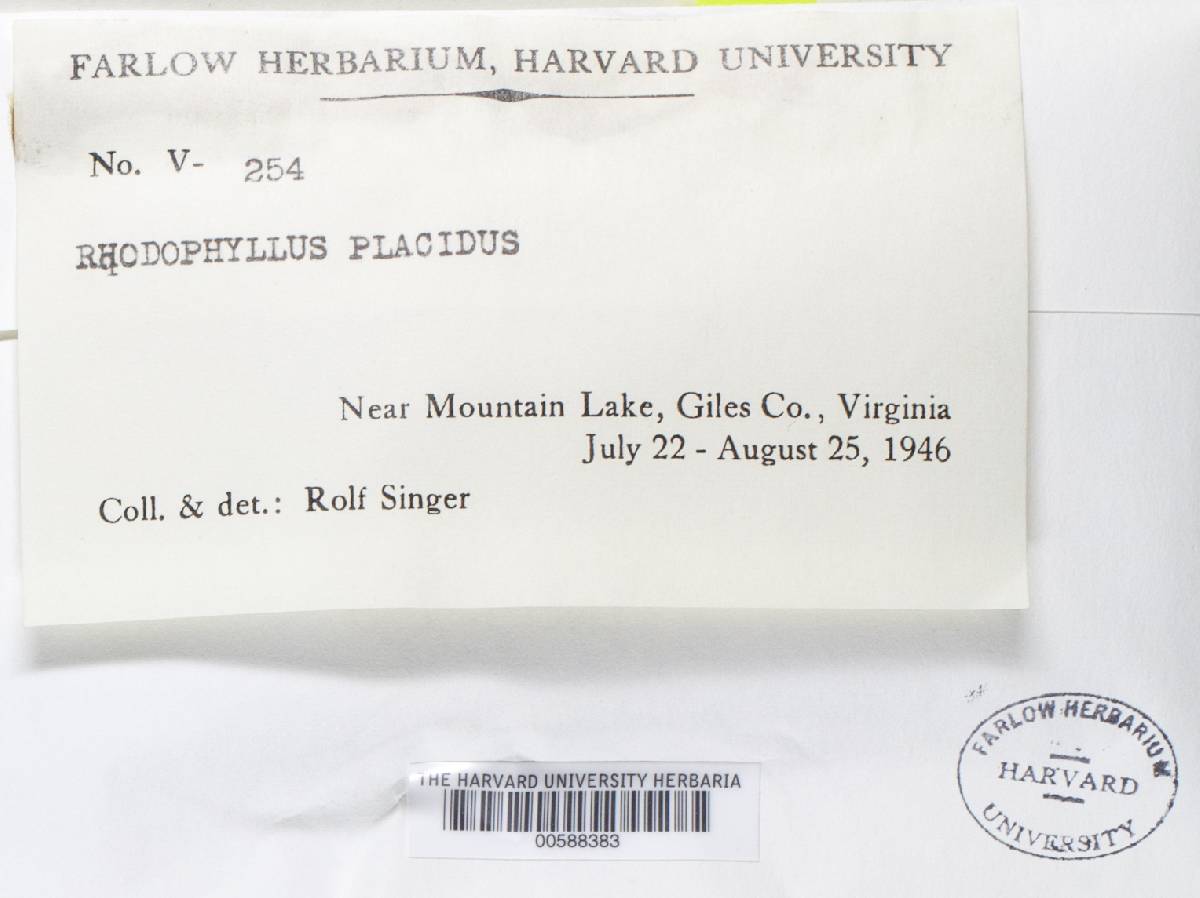 FARLOW HERBARIUM, HARVARD UNIVERSITY
No. V- 254
RHODOPHYLLUS PLACIDUS
Near Mountain Lake, Giles Co., Virginia
July 22 - August 25, 1946
Coll. & det.: Rolf Singer
THE HARVARD UNIVERSITY HERBARIA
00588383
FARLOW HERBARIUM
HARVARD
UNIVERSITY